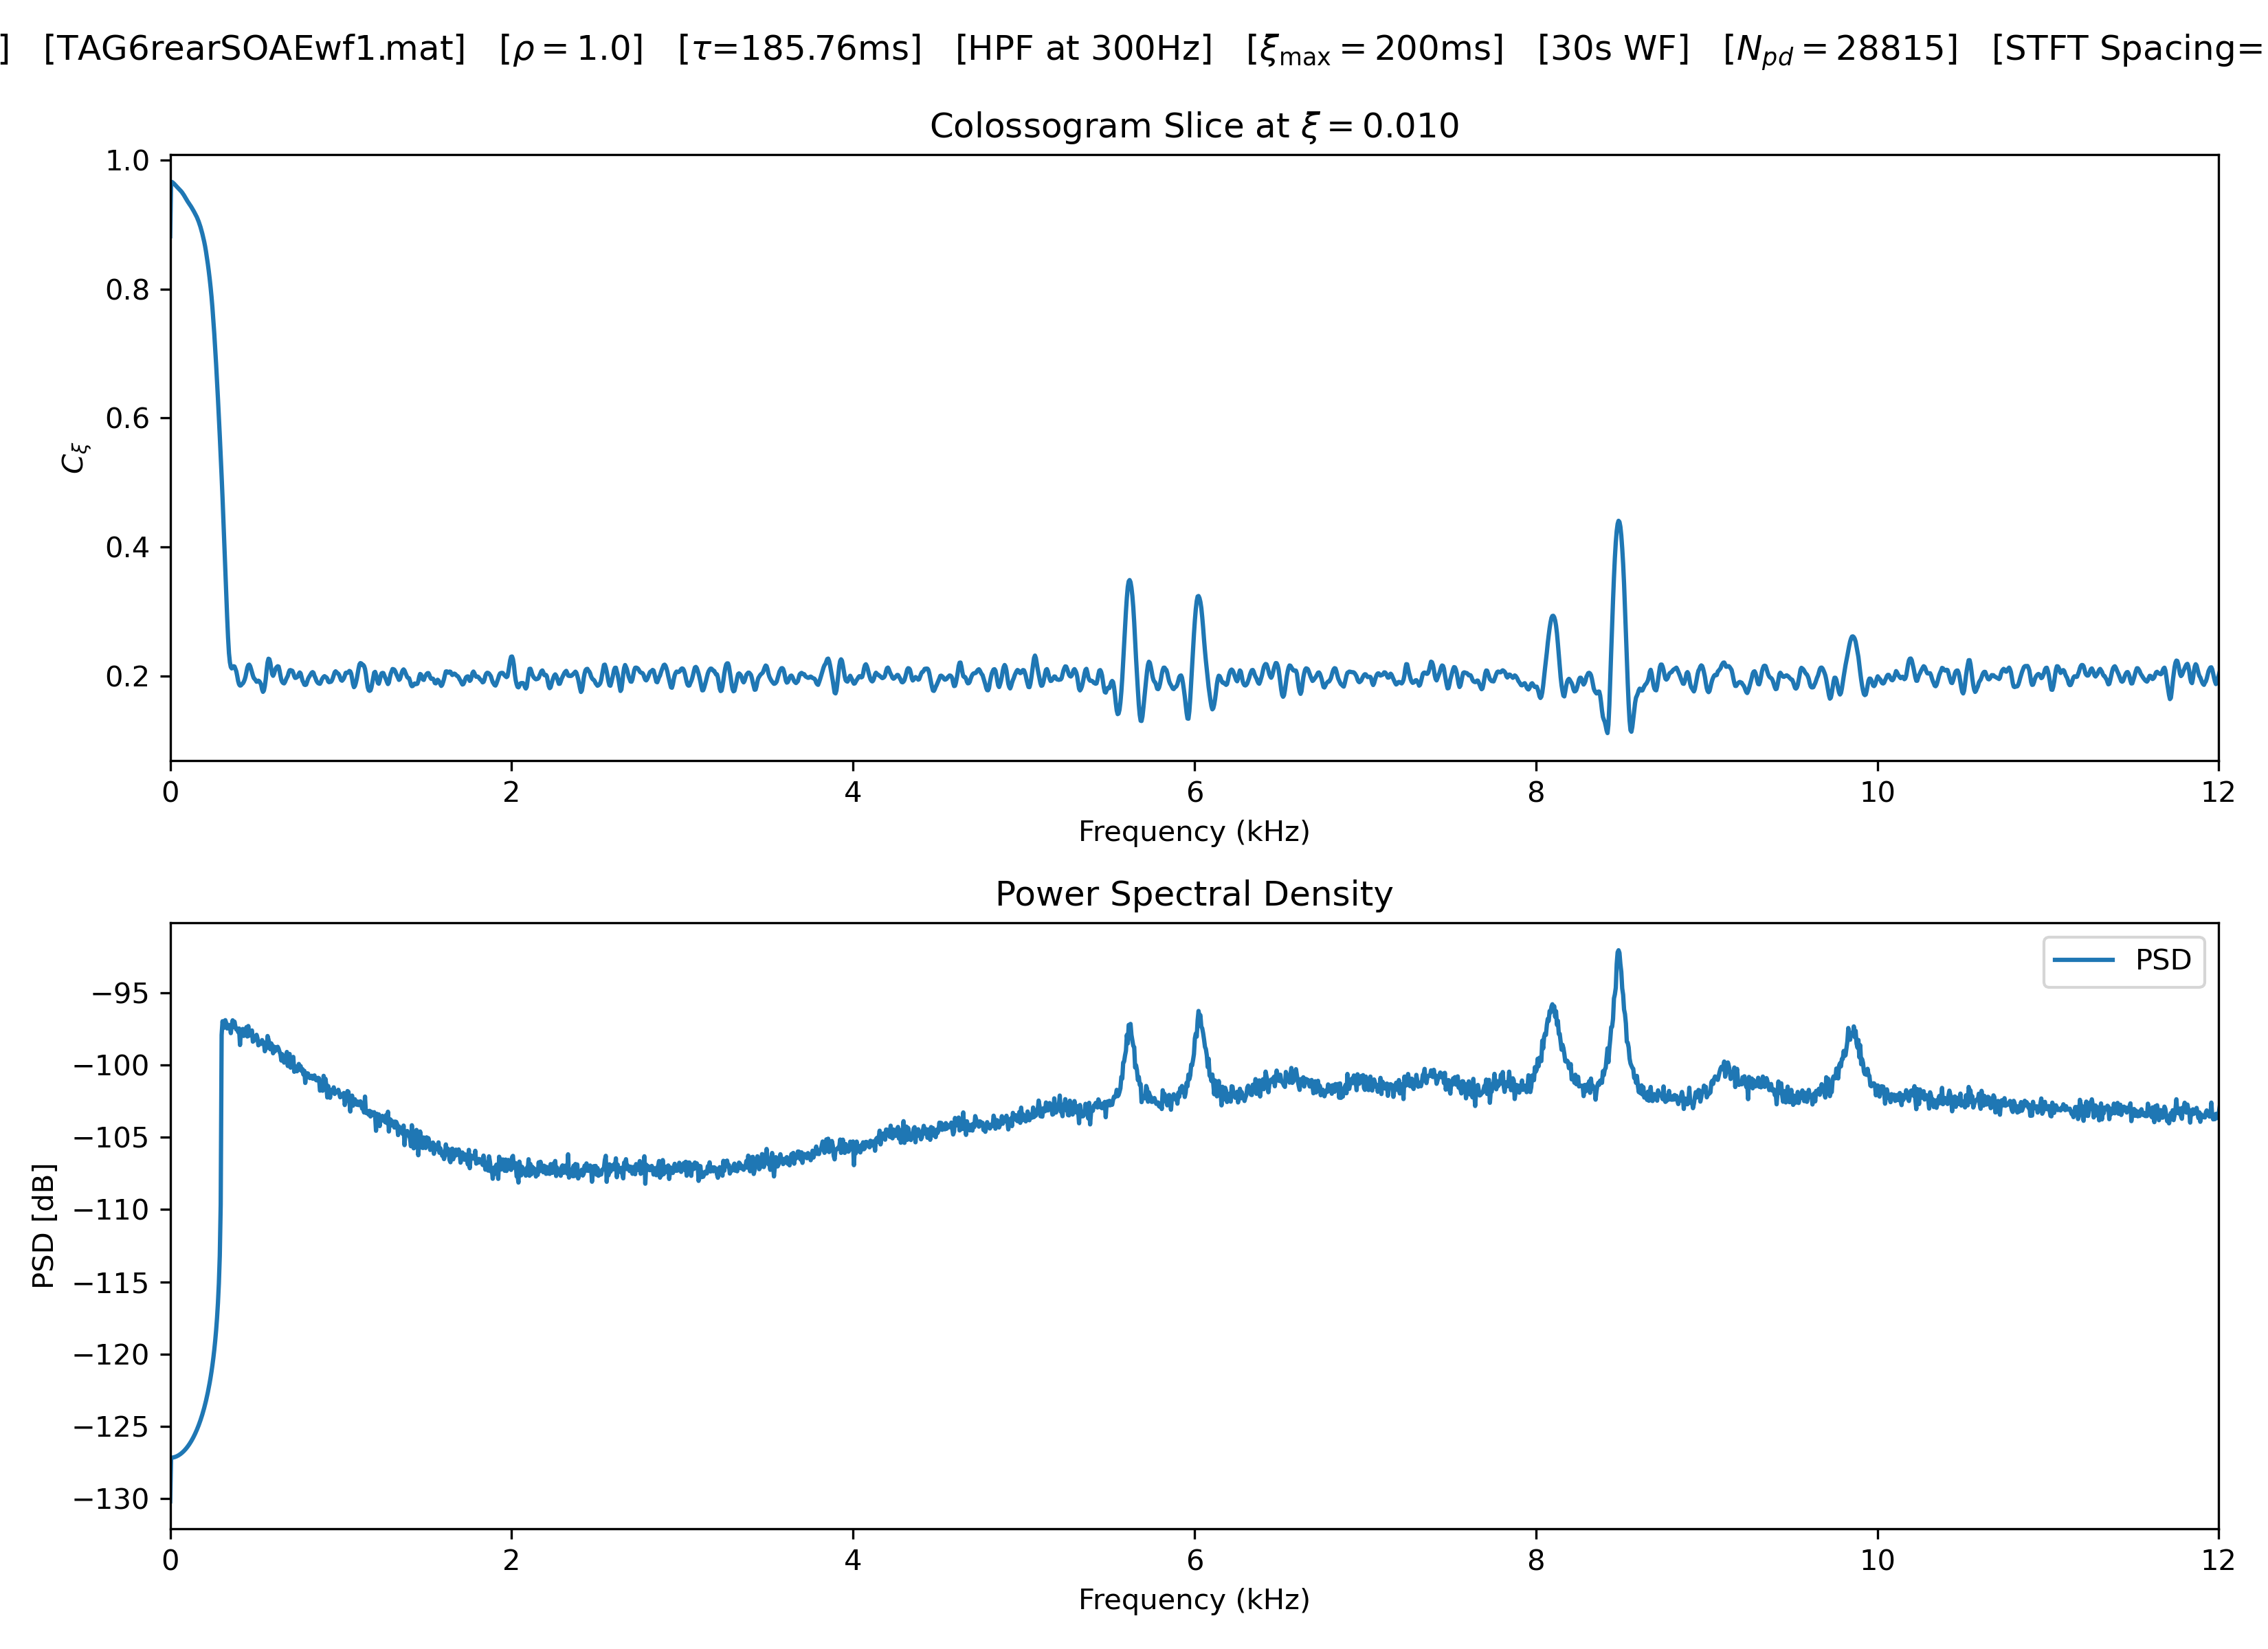 ] [TAG6rearSOAEwf1.mat] [ρ = 1.0] [τ=185.76ms] [HPF at 300Hz] [ξmax = 200ms] [30s WF] [Npd = 28815] [STFT Spacing=
Colossogram Slice at ξ = 0.010
1.0
0.8
0.6
0.4
0.2
Cξ
0 2 4 6 8 10 12
Frequency (kHz)
Power Spectral Density
PSD
−95
−100
−105
−110
−115
−120
−125
−130
PSD [dB]
0 2 4 6 8 10 12
Frequency (kHz)